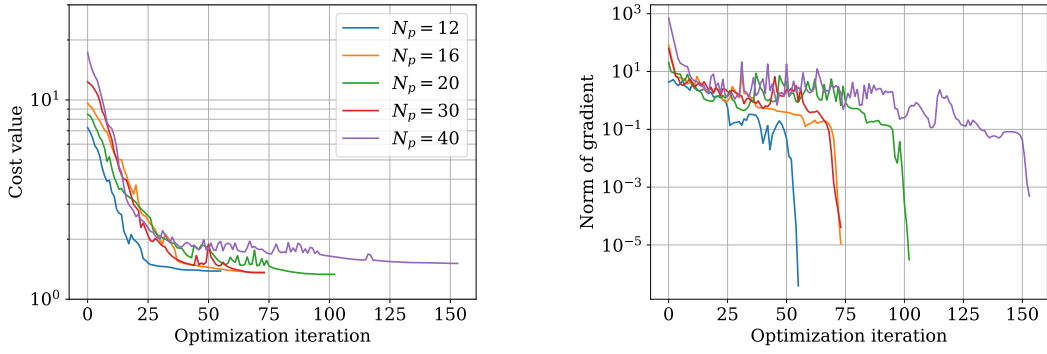 Cost value
10^1
10^0
0 25 50 75 100 125 150
Optimization iteration
N_p = 12
N_p = 16
N_p = 20
N_p = 30
N_p = 40
Norm of gradient
10^3
10^1
10^−1
10^−3
10^−5
0 25 50 75 100 125 150
Optimization iteration